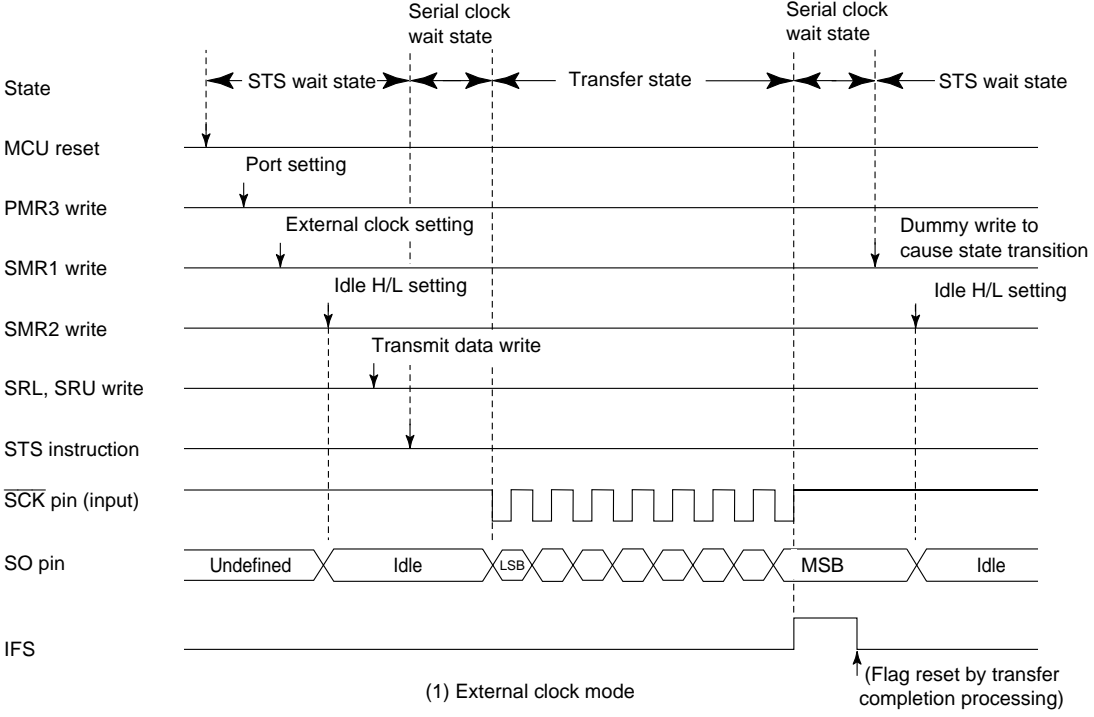 Serial clock
wait state
Serial clock
wait state
State
STS wait state
Transfer state
STS wait state
MCU reset
Port setting
PMR3 write
External clock setting
Dummy write to
cause state transition
SMR1 write
Idle H/L setting
Idle H/L setting
SMR2 write
Transmit data write
SRL, SRU write
STS instruction
SCK pin (input)
SO pin
Undefined
Idle
LSB
MSB
Idle
IFS
(Flag reset by transfer
completion processing)
(1) External clock mode